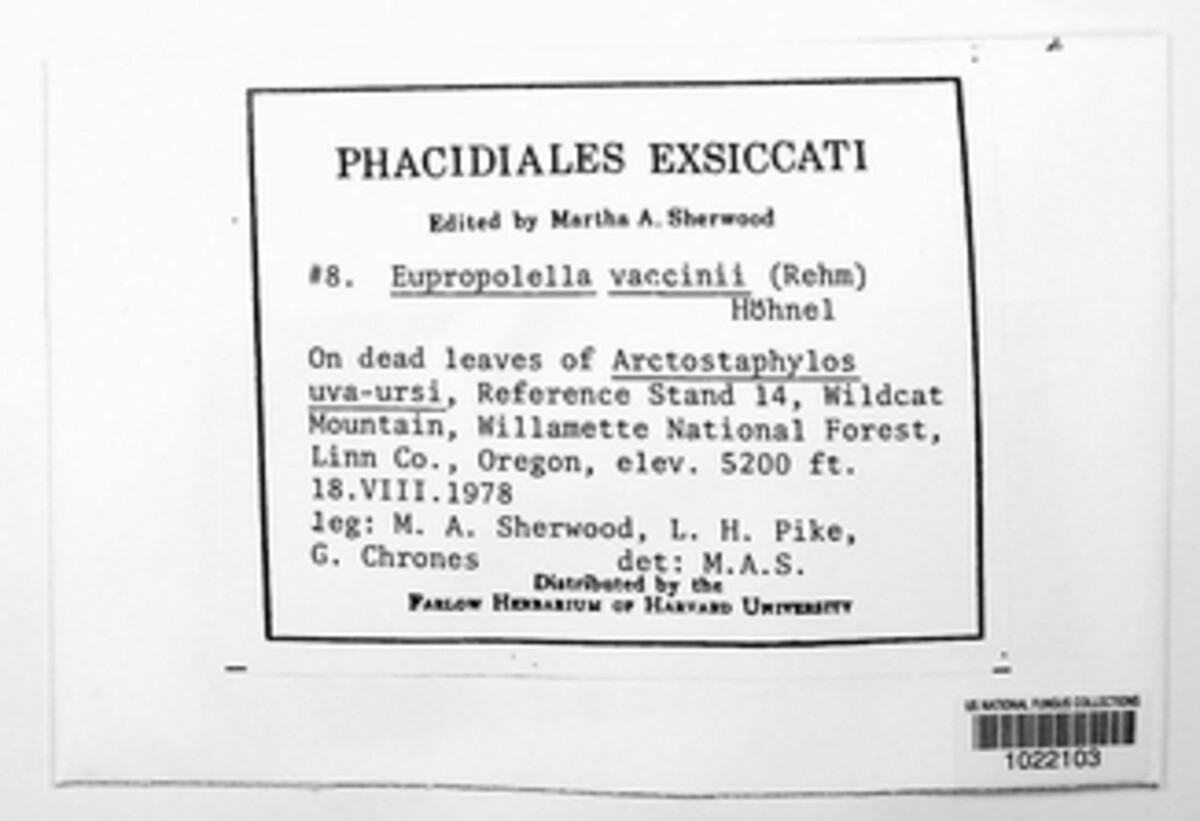 PHACIDIALES EXSICCATI
Edited by Martha A. Sherwood
#8. Eupropolella vaccinii (Rehm)
Höhnel
On dead leaves of Arctostaphylos
uva-ursi, Reference Stand 14, Wildcat
Mountain, Willamette National Forest,
Linn Co., Oregon, elev. 5200 ft.
18.VIII.1978
leg: M. A. Sherwood, L. H. Pike,
G. Chrones det: M.A.S.
Distributed by the
FARLOW HERBARIUM OF HARVARD UNIVERSITY
US NATIONAL FUNGUS COLLECTIONS
1022103